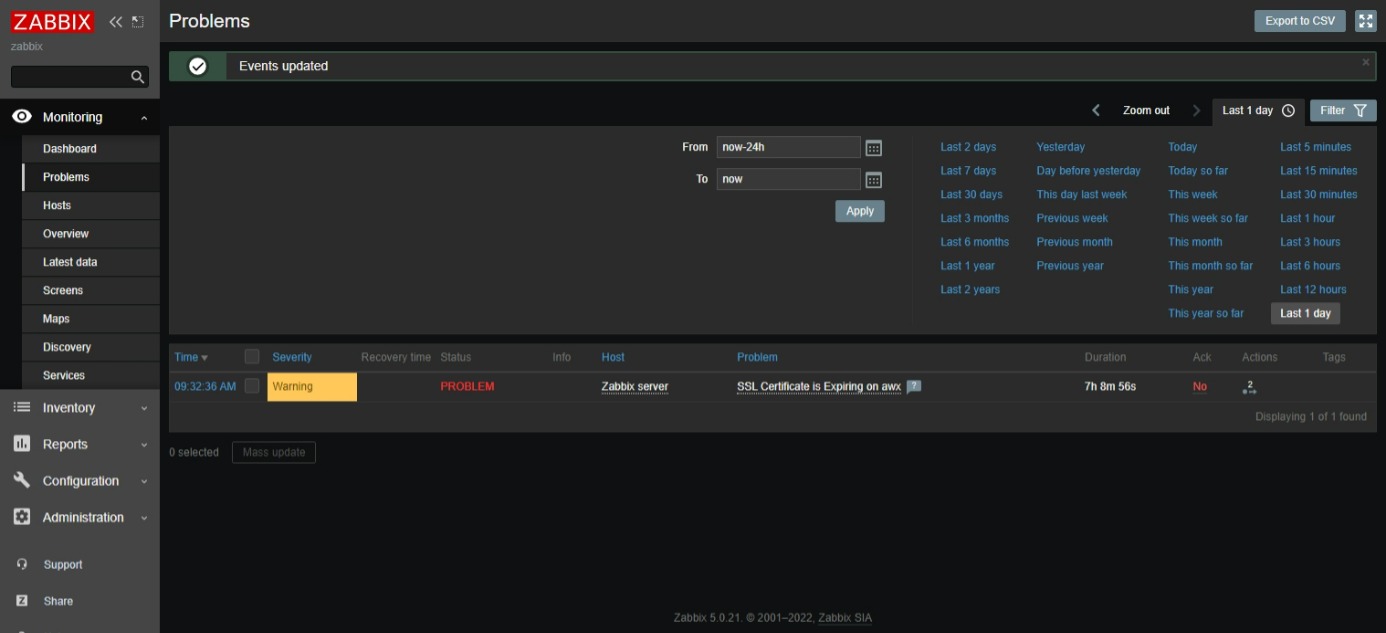 ZABBIX
zabbix
Problems
Export to CSV
Events updated
Monitoring
Dashboard
Problems
Hosts
Overview
Latest data
Screens
Maps
Discovery
Services
Inventory
Reports
Configuration
Administration
Support
Share
Zoom out
Last 1 day
Filter
From now-24h
To now
Apply
Last 2 days Yesterday Today Last 5 minutes
Last 7 days Day before yesterday Today so far Last 15 minutes
Last 30 days This day last week This week Last 30 minutes
Last 3 months Previous week This week so far Last 1 hour
Last 6 months Previous month This month Last 3 hours
Last 1 year Previous year This month so far Last 6 hours
Last 2 years This year Last 12 hours
This year so far Last 1 day
Time Severity Recovery time Status Info Host Problem Duration Ack Actions Tags
09:32:36 AM Warning PROBLEM Zabbix server SSL Certificate is Expiring on awx ? 7h 8m 56s No 2
Displaying 1 of 1 found
0 selected Mass update
Zabbix 5.0.21. © 2001–2022, Zabbix SIA